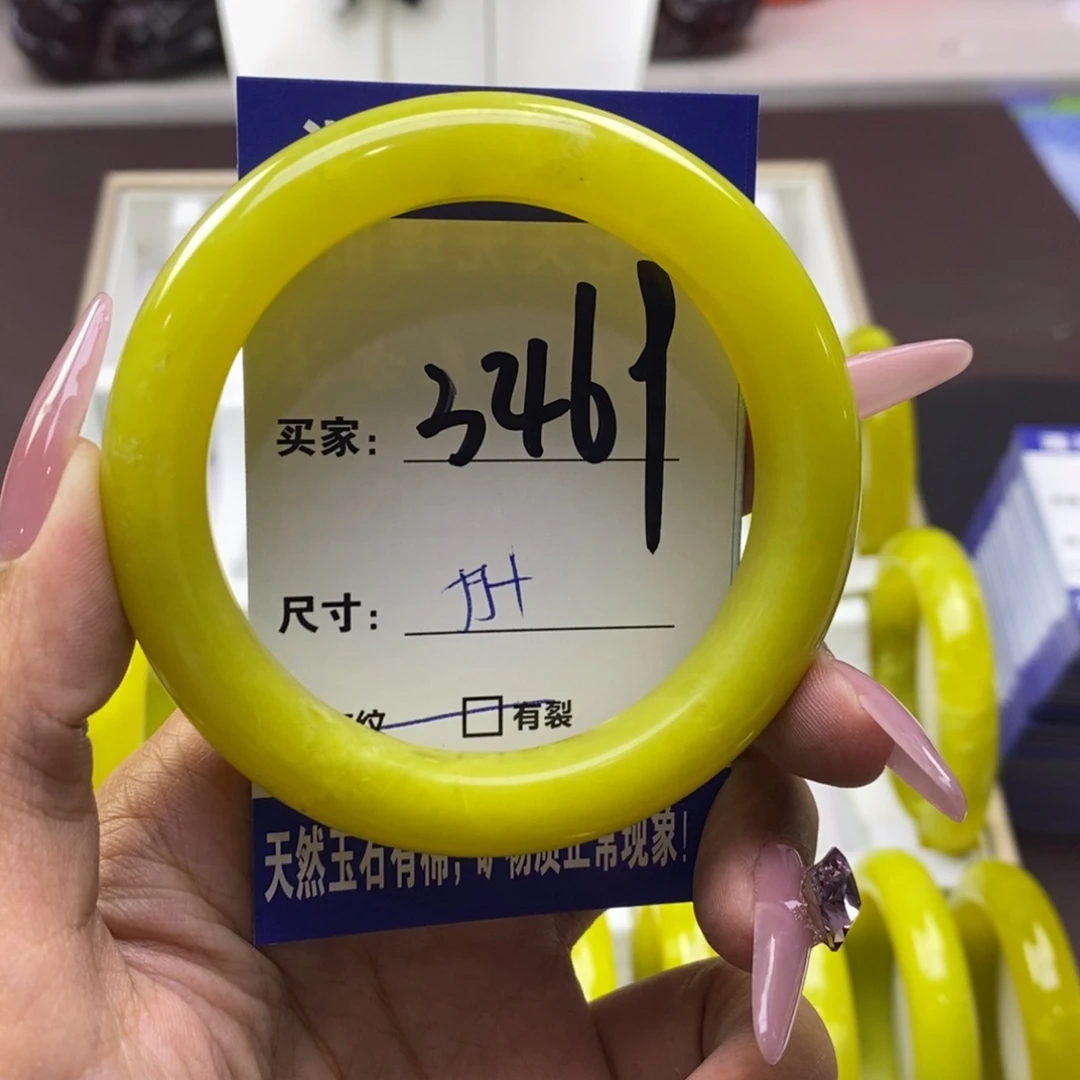 买家: 3461
尺寸:
纹 □有裂
天然玉石有棉,矿物质正常现象!